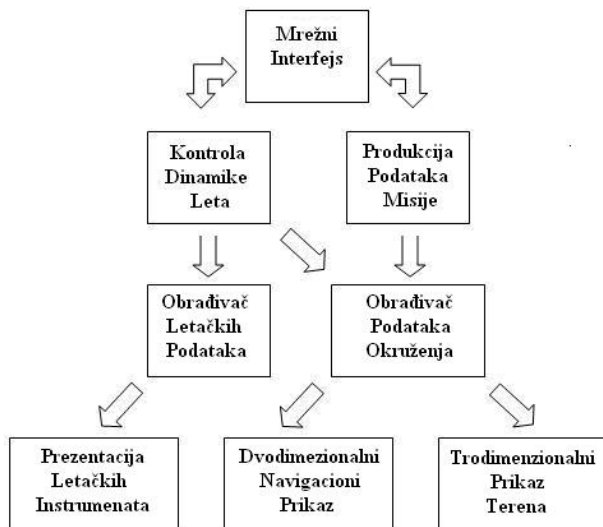 Mrežni
Interfejs
Kontrola
Dinamike
Leta
Produkcija
Podataka
Misije
Obrađivač
Letačkih
Podataka
Obrađivač
Podataka
Okruženja
Prezentacija
Letačkih
Instrumenata
Dvodimezionalni
Navigacioni
Prikaz
Trodimenzionalni
Prikaz
Terena